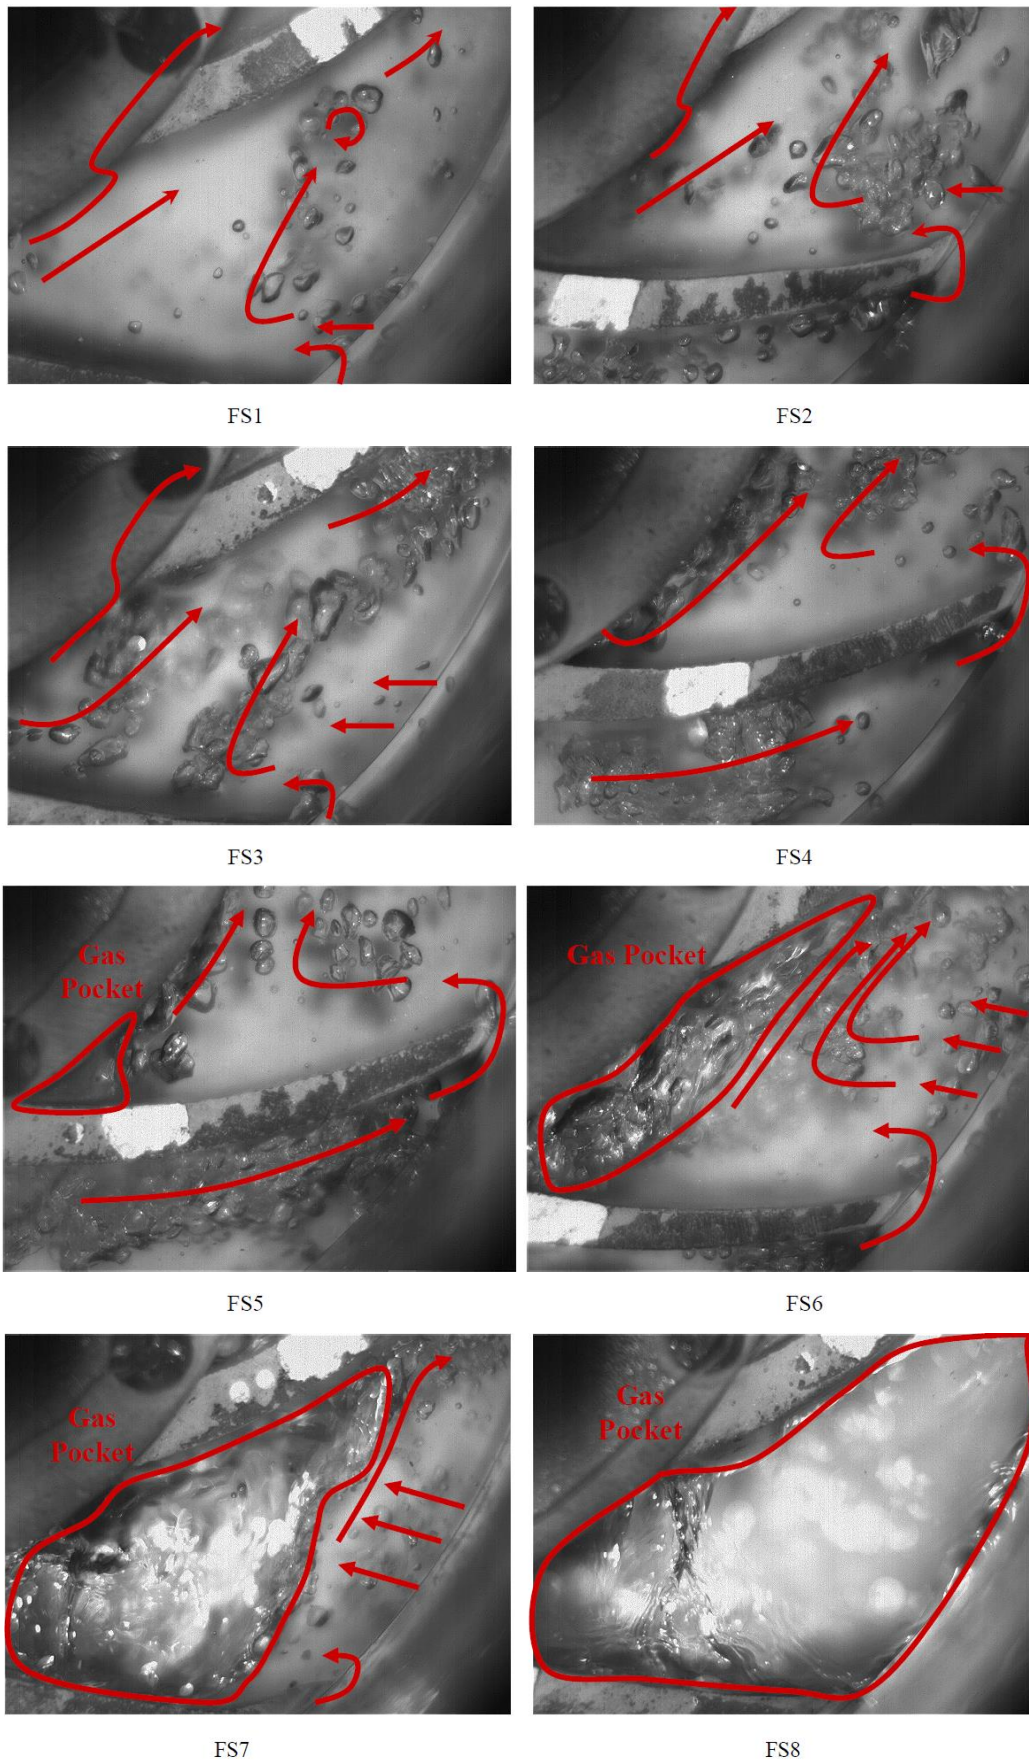 FS1
FS2
FS3
FS4
Gas
Pocket
Gas Pocket
FS5
FS6
Gas
Pocket
Gas
Pocket
FS7
FS8